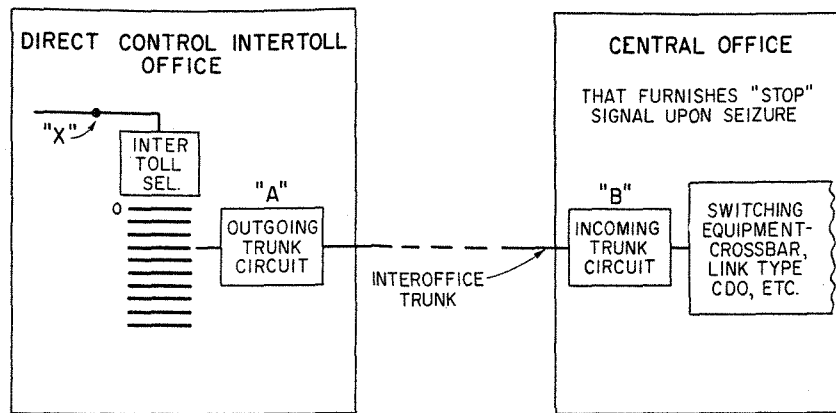 DIRECT CONTROL INTERTOLL
OFFICE
"X"
INTER
TOLL
SEL.
O
"A"
OUTGOING
TRUNK
CIRCUIT
INTEROFFICE
TRUNK
CENTRAL OFFICE
THAT FURNISHES "STOP"
SIGNAL UPON SEIZURE
"B"
INCOMING
TRUNK
CIRCUIT
SWITCHING
EQUIPMENT-
CROSSBAR,
LINK TYPE
CDO, ETC.